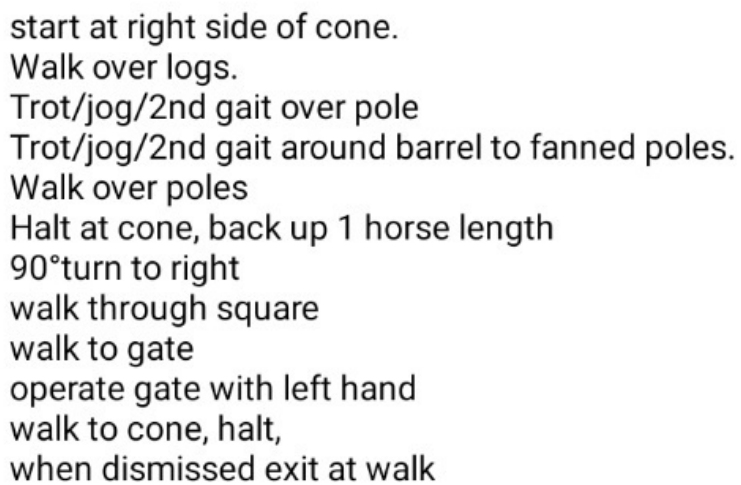 start at right side of cone.
Walk over logs.
Trot/jog/2nd gait over pole
Trot/jog/2nd gait around barrel to fanned poles.
Walk over poles
Halt at cone, back up 1 horse length
90°turn to right
walk through square
walk to gate
operate gate with left hand
walk to cone, halt,
when dismissed exit at walk